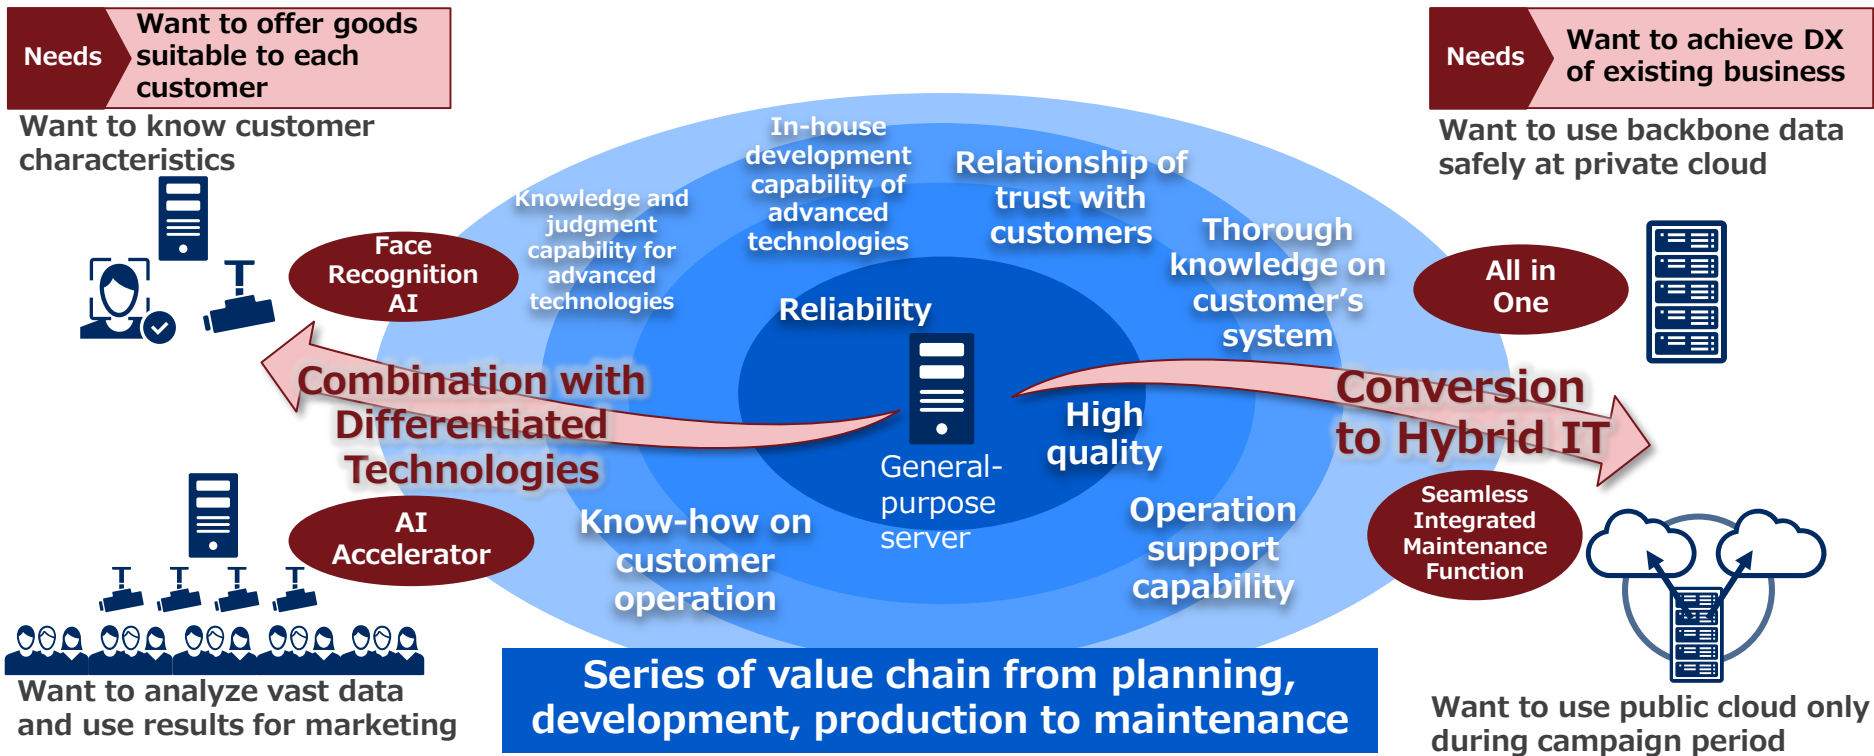 Needs
Want to offer goods
suitable to each
customer
Want to know customer
characteristics
Face
Recognition
AI
Combination with
Differentiated
Technologies
AI
Accelerator
Want to analyze vast data
and use results for marketing
Knowledge and
judgment
capability for
advanced
technologies
In-house
development
capability of
advanced
technologies
Relationship of
trust with
customers
Thorough
knowledge on
customer’s
system
Reliability
High
quality
General-
purpose
server
Know-how on
customer
operation
Operation
support
capability
Series of value chain from planning,
development, production to maintenance
Needs
Want to achieve DX
of existing business
Want to use backbone data
safely at private cloud
All in
One
Conversion
to Hybrid IT
Seamless
Integrated
Maintenance
Function
Want to use public cloud only
during campaign period